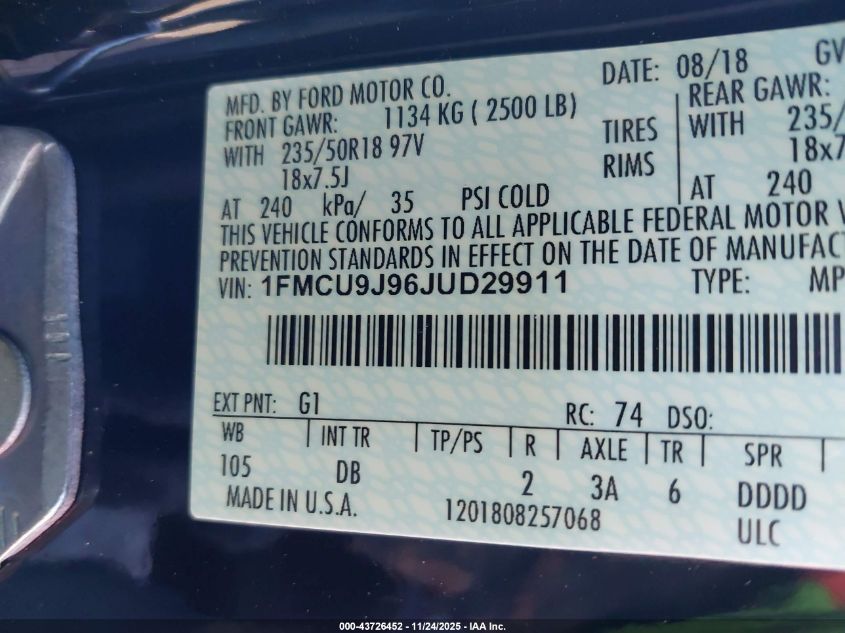 MFD. BY FORD MOTOR CO. DATE: 08/18 GV
FRONT GAWR: 1134 KG ( 2500 LB) REAR GAWR:
WITH 235/50R18 97V TIRES WITH 235/
18x7.5J RIMS 18x7
AT 240 kPa/ 35 PSI COLD AT 240
THIS VEHICLE CONFORMS TO ALL APPLICABLE FEDERAL MOTOR V
PREVENTION STANDARDS IN EFFECT ON THE DATE OF MANUFACT
VIN: 1FMCU9J96JUD29911 TYPE: MP
EXT PNT: G1 RC: 74 DSO:
WB INT TR TP/PS R AXLE TR SPR
105 DB 2 3A 6 DDDD
MADE IN U.S.A. 1201808257068 ULC
000-43726452 - 11/24/2025 - IAA Inc.